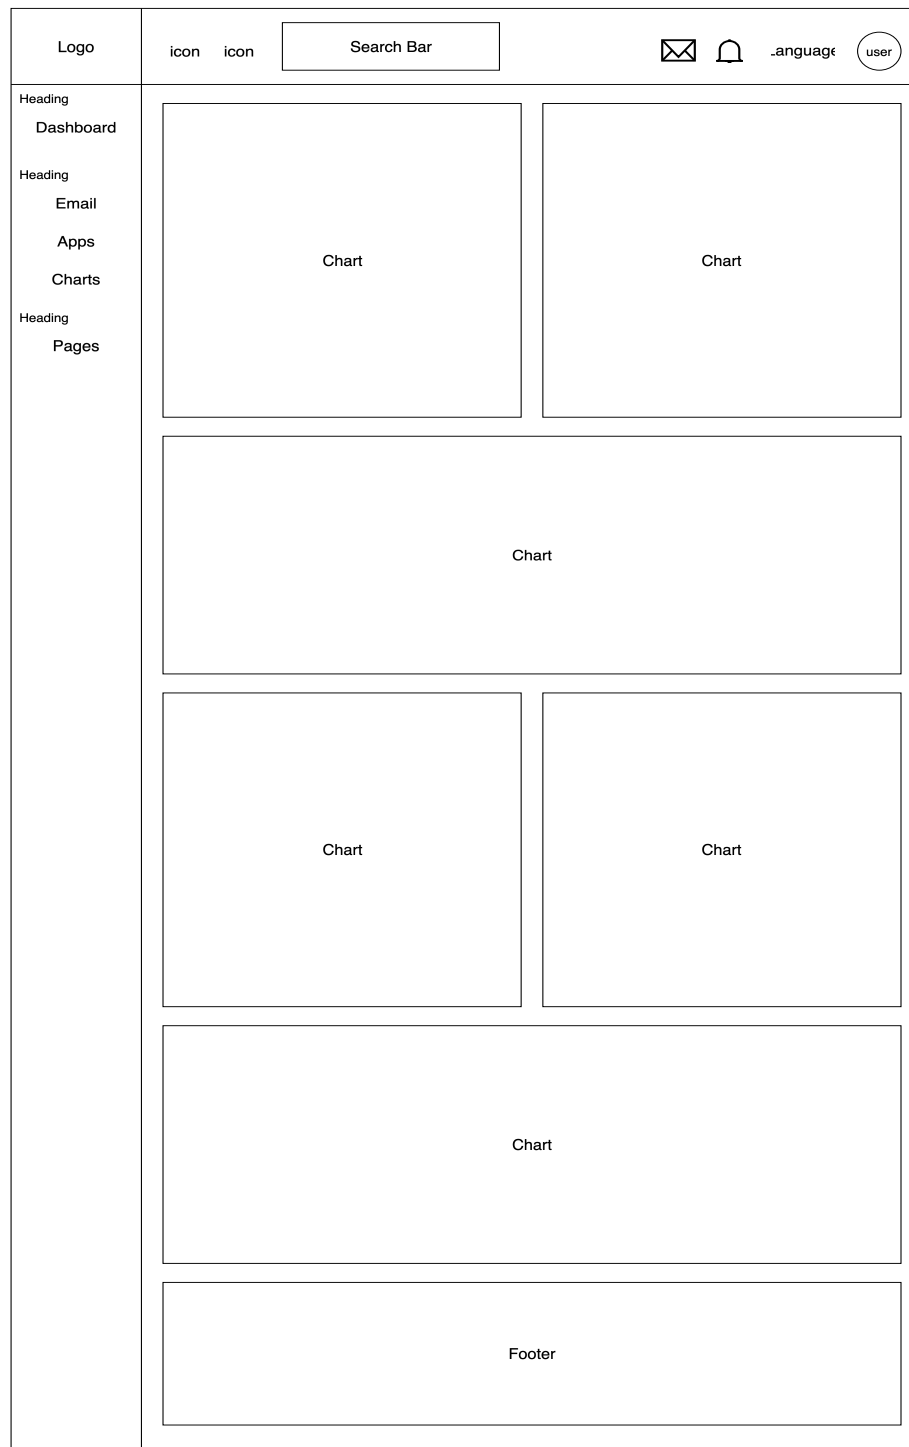 Logo
icon icon Search Bar anguage user
Heading
Dashboard
Heading
Email
Apps
Charts
Heading
Pages
Chart Chart
Chart
Chart Chart
Chart
Footer